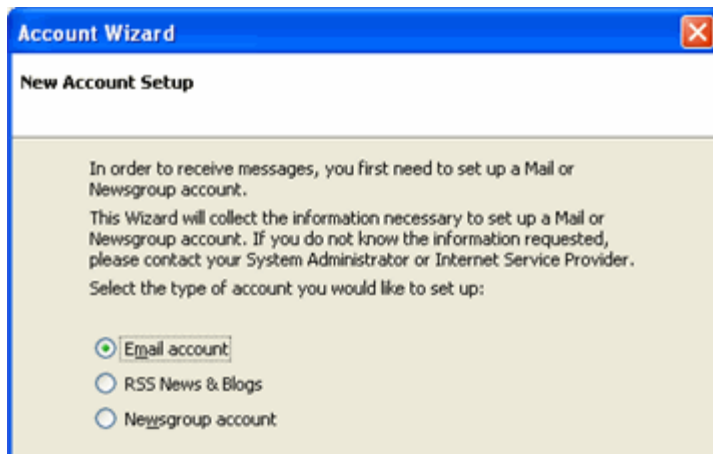 Account Wizard
New Account Setup
In order to receive messages, you first need to set up a Mail or
Newsgroup account.
This Wizard will collect the information necessary to set up a Mail or
Newsgroup account. If you do not know the information requested,
please contact your System Administrator or Internet Service Provider.
Select the type of account you would like to set up:
Email account
RSS News & Blogs
Newsgroup account